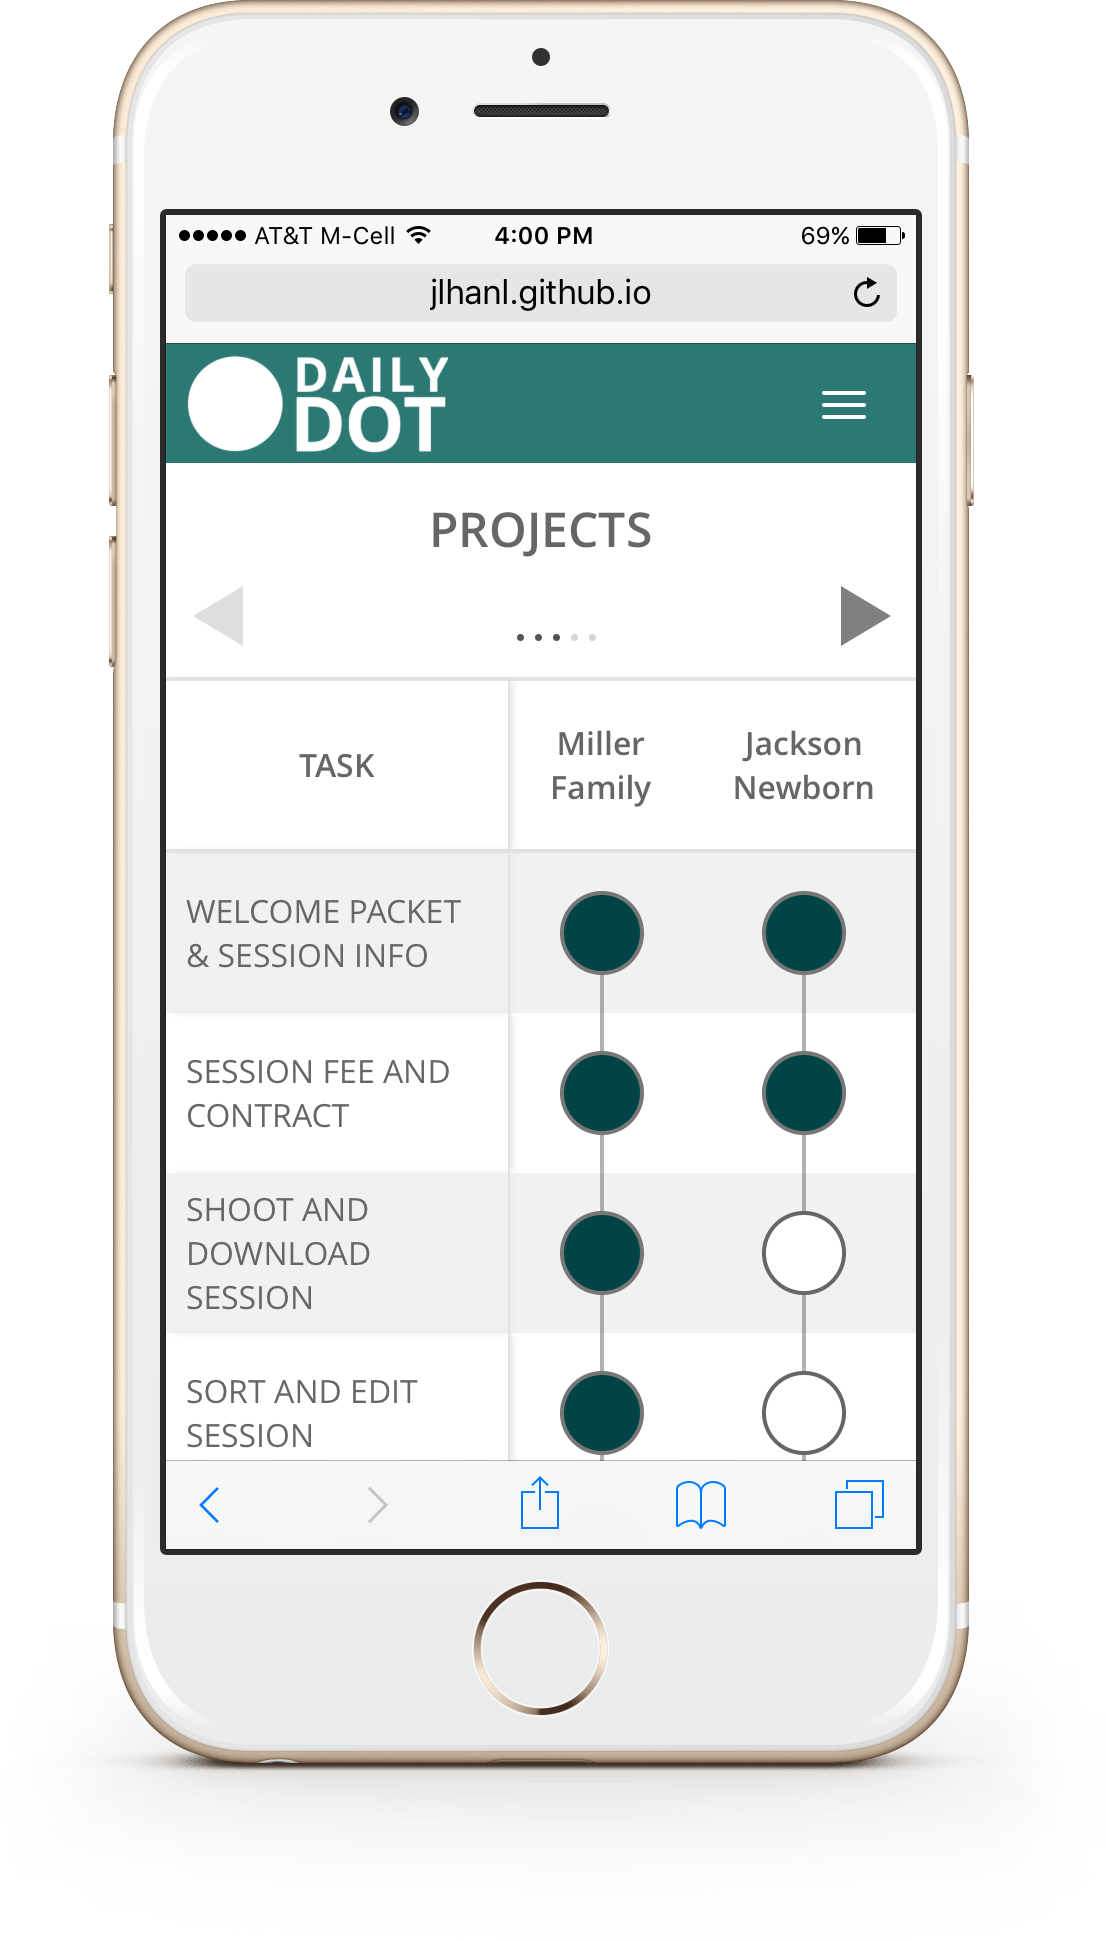 AT&T M-Cell 4:00 PM 69%
jlhanl.github.io
DAILY
DOT
PROJECTS
TASK
Miller
Family
Jackson
Newborn
WELCOME PACKET
& SESSION INFO
SESSION FEE AND
CONTRACT
SHOOT AND
DOWNLOAD
SESSION
SORT AND EDIT
SESSION